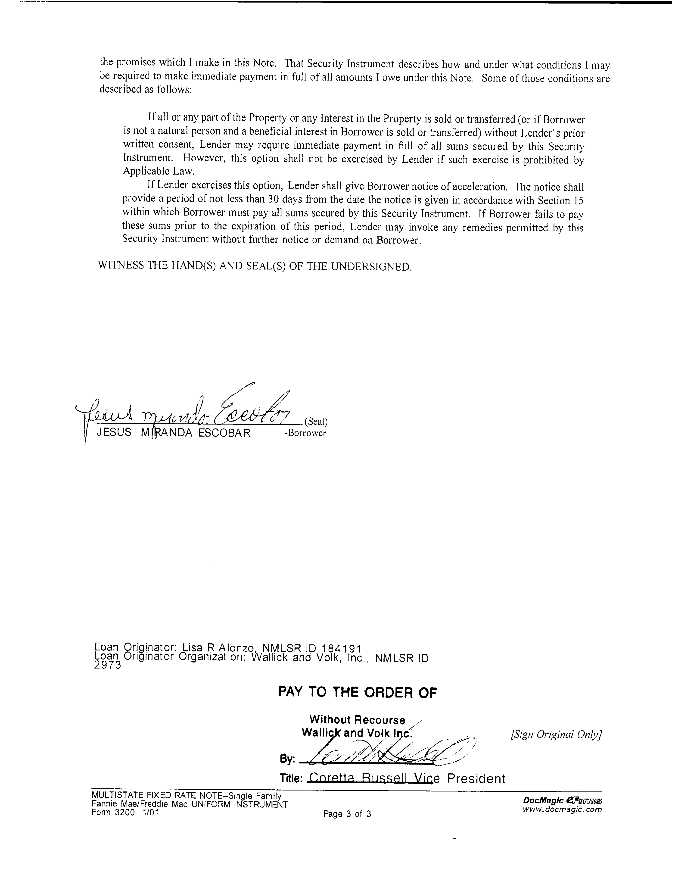 the promises which I make in this Note. That Security Instrument describes how and under what conditions I may
be required to make immediate payment in full of all amounts I owe under this Note. Some of those conditions are
described as follows:
If all or any part of the Property or any Interest in the Property is sold or transferred (or if Borrower
is not a natural person and a beneficial interest in Borrower is sold or transferred) without Lender's prior
written consent, Lender may require immediate payment in full of all sums secured by this Security
Instrument. However, this option shall not be exercised by Lender if such exercise is prohibited by
Applicable Law.
If Lender exercises this option, Lender shall give Borrower notice of acceleration. The notice shall
provide a period of not less than 30 days from the date the notice is given in accordance with Section 15
within which Borrower must pay all sums secured by this Security Instrument. If Borrower fails to pay
these sums prior to the expiration of this period, Lender may invoke any remedies permitted by this
Security Instrument without further notice or demand on Borrower.
WITNESS THE HAND(S) AND SEAL(S) OF THE UNDERSIGNED.
Jesus Miranda Escobar (Seal)
JESUS MIRANDA ESCOBAR -Borrower
Loan Originator: Lisa R Alonzo, NMLSR ID 184191
Loan Originator Organization: Wallick and Volk, Inc., NMLSR ID
2973
PAY TO THE ORDER OF
Without Recourse
Wallick and Volk Inc.
[Sign Original Only]
By:
Title: Coretta Russell Vice President
MULTISTATE FIXED RATE NOTE--Single Family
Fannie Mae/Freddie Mac UNIFORM INSTRUMENT
Form 3200 1/01
Page 3 of 3
DocMagic
www.docmagic.com